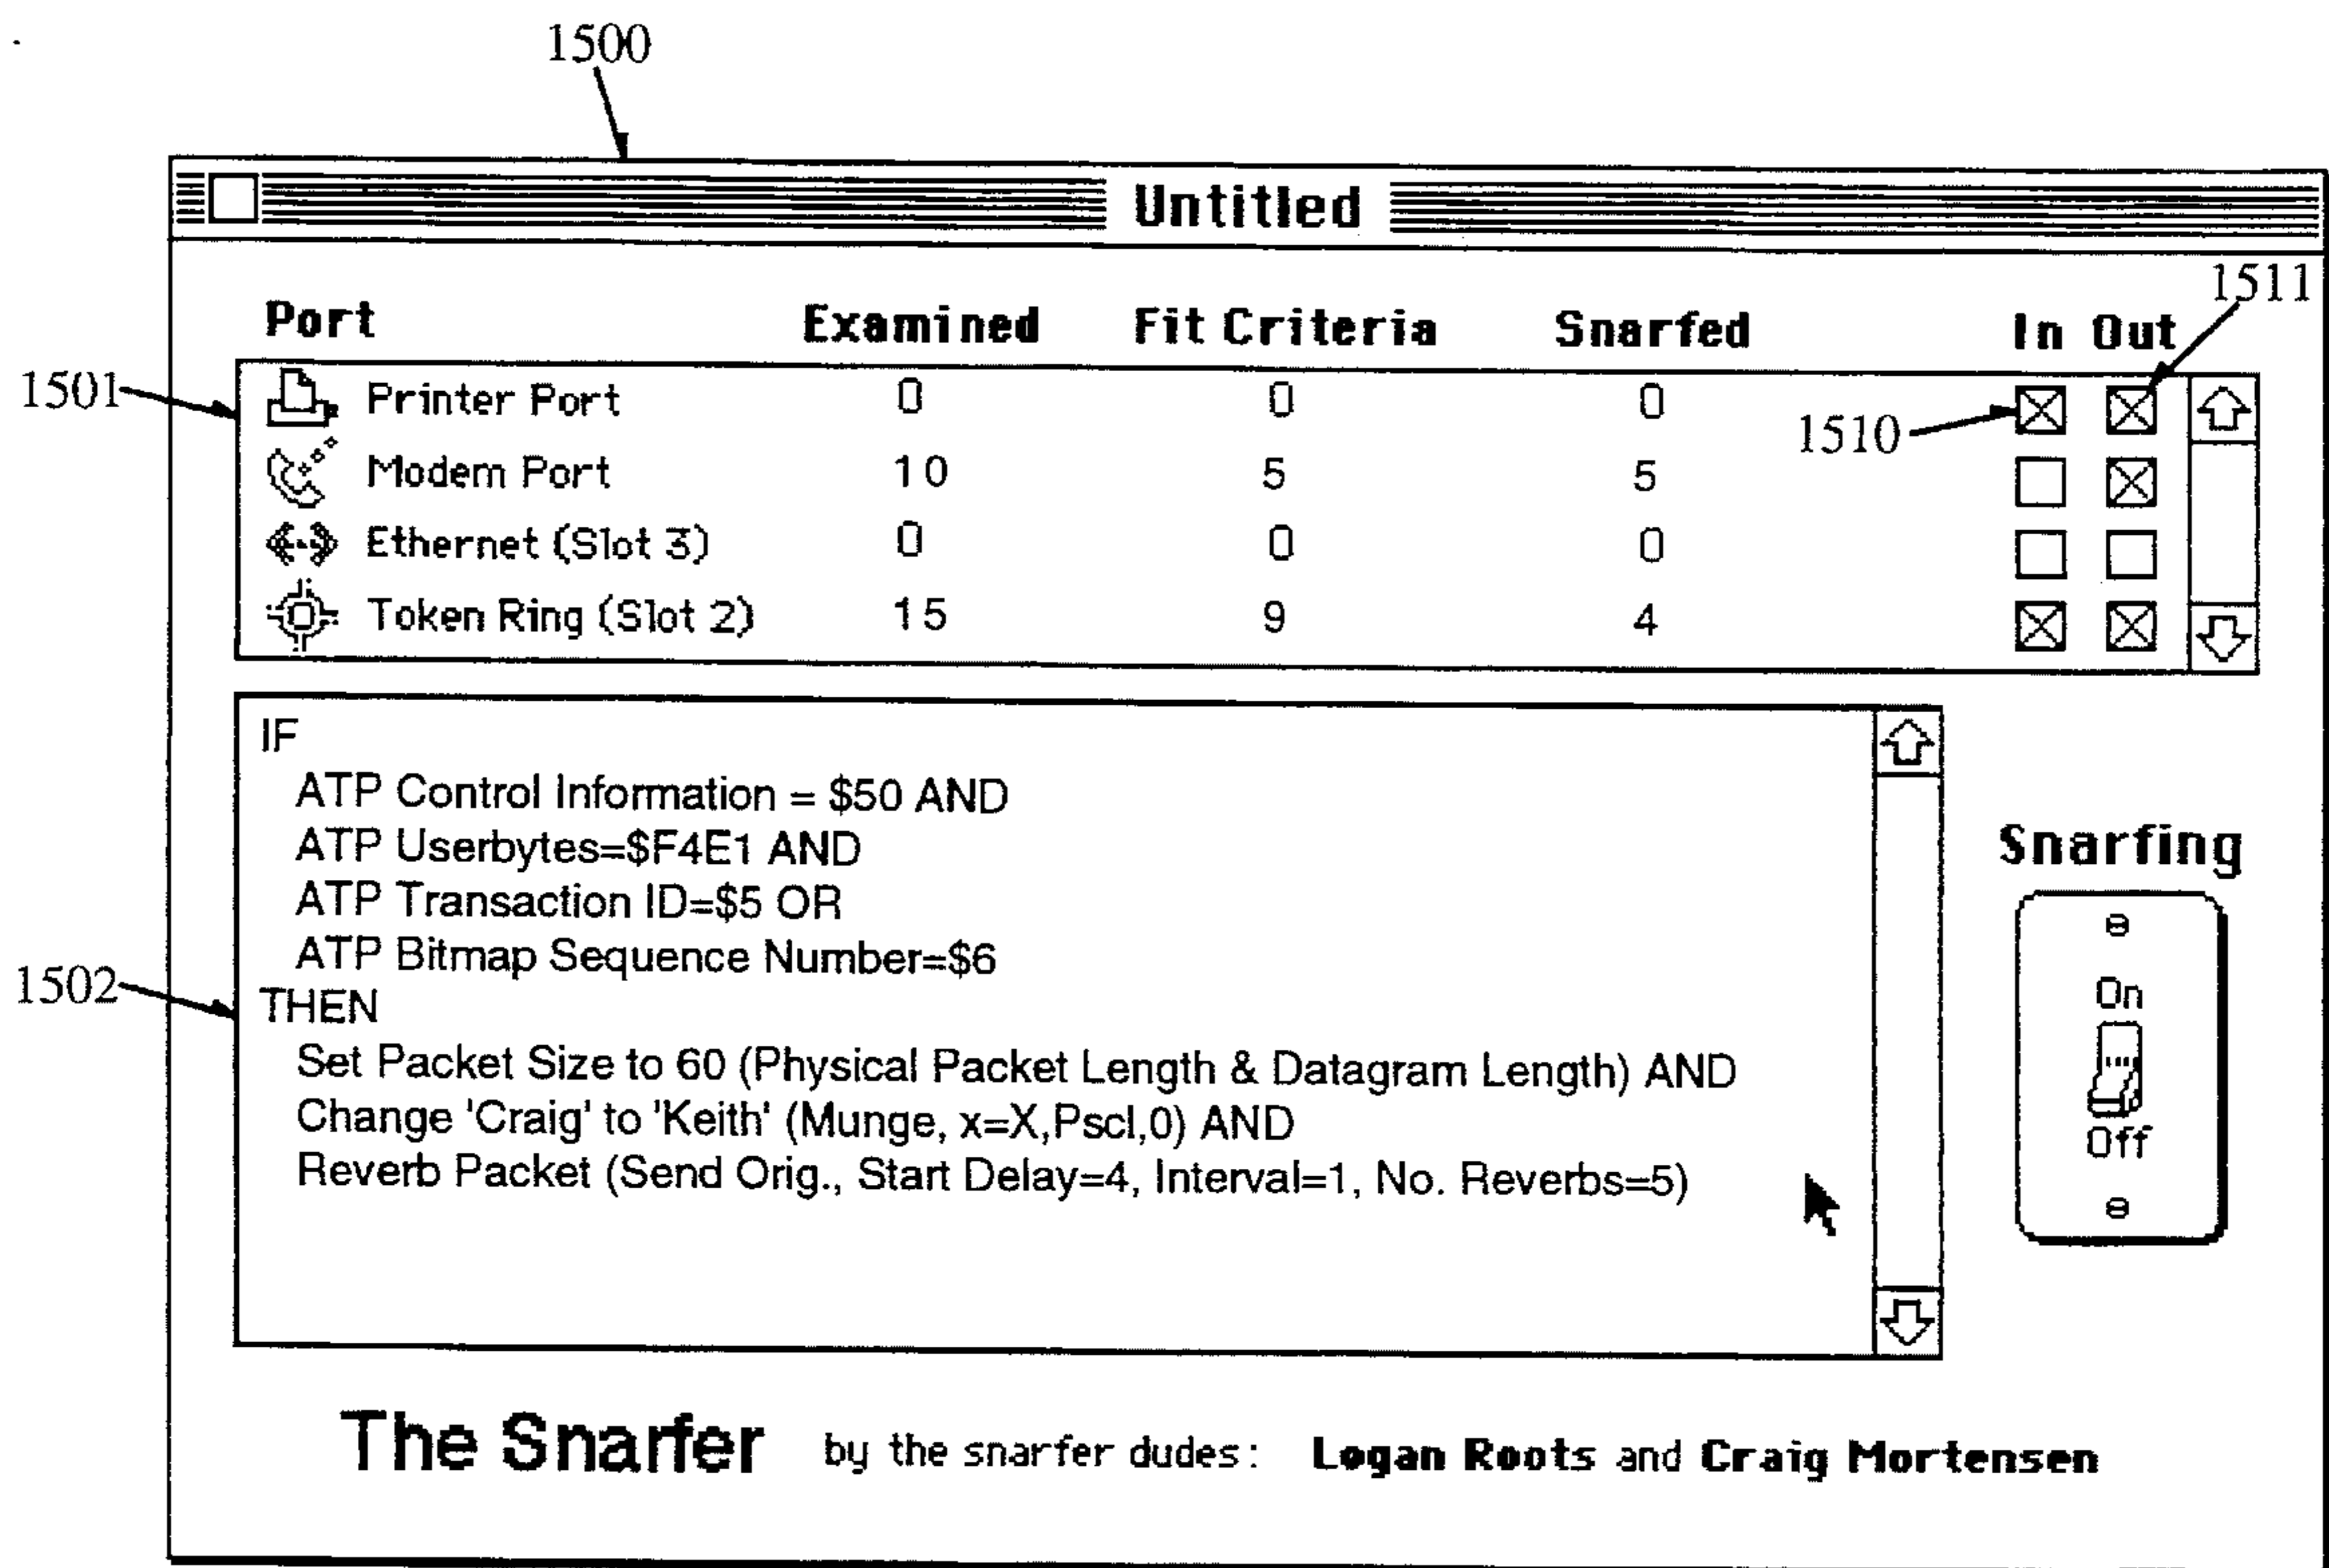 1500
Untitled
1511
Port Examined Fit Criteria Snarfed In Out
1501 Printer Port 0 0 0
1510
Modem Port 10 5 5
Ethernet (Slot 3) 0 0 0
Token Ring (Slot 2) 15 9 4
IF
ATP Control Information = $50 AND
ATP Userbytes=$F4E1 AND
ATP Transaction ID=$5 OR
ATP Bitmap Sequence Number=$6
1502
THEN
Set Packet Size to 60 (Physical Packet Length & Datagram Length) AND
Change 'Craig' to 'Keith' (Munge, x=X,Pscl,0) AND
Reverb Packet (Send Orig., Start Delay=4, Interval=1, No. Reverbs=5)
Snarfing
On
Off
The Snarfer by the snarfer dudes: Logan Roots and Craig Mortensen